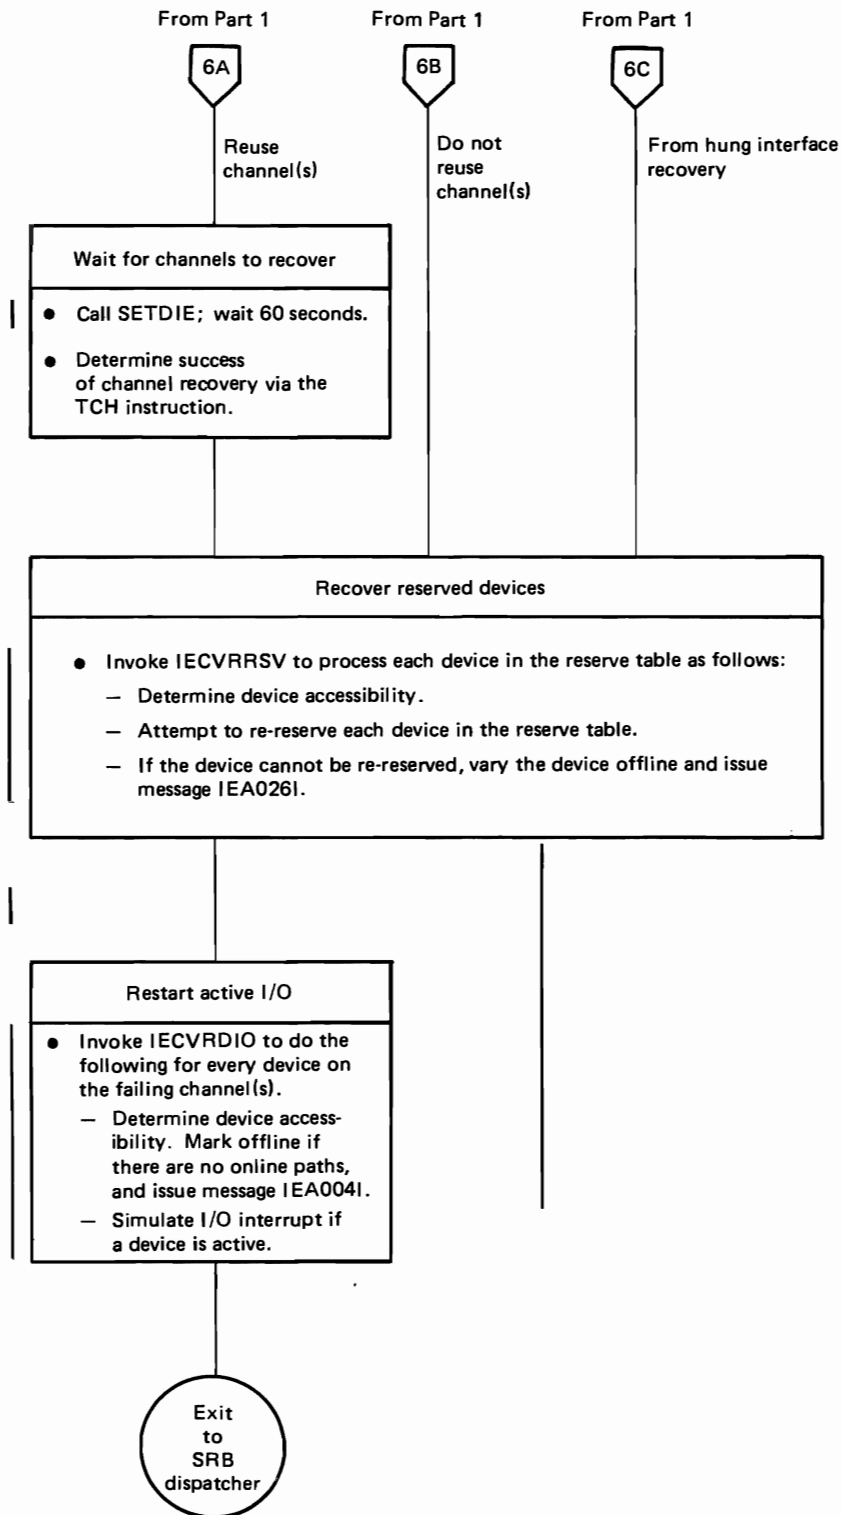 From Part 1
From Part 1
From Part 1
6A
6B
6C
Reuse
channel(s)
Do not
reuse
channel(s)
From hung interface
recovery
Wait for channels to recover
● Call SETDIE; wait 60 seconds.
● Determine success
of channel recovery via the
TCH instruction.
Recover reserved devices
● Invoke IECVRRSV to process each device in the reserve table as follows:
— Determine device accessibility.
— Attempt to re-reserve each device in the reserve table.
— If the device cannot be re-reserved, vary the device offline and issue
message IEA026I.
Restart active I/O
● Invoke IECVRDIO to do the
following for every device on
the failing channel(s).
— Determine device access-
ibility. Mark offline if
there are no online paths,
and issue message IEA004I.
— Simulate I/O interrupt if
a device is active.
Exit
to
SRB
dispatcher